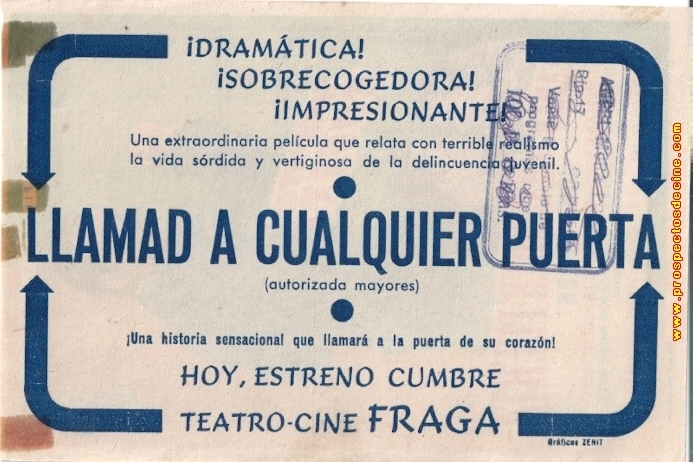 ¡DRAMÁTICA!
¡SOBRECOGEDORA!
¡IMPRESIONANTE!
Una extraordinaria película que relata con terrible realismo
la vida sórdida y vertiginosa de la delincuencia juvenil.
LLAMAD A CUALQUIER PUERTA
(autorizada mayores)
¡Una historia sensacional que llamará a la puerta de su corazón!
HOY, ESTRENO CUMBRE
TEATRO-CINE FRAGA
Gráficas ZENIT
www.prospectosdecine.com